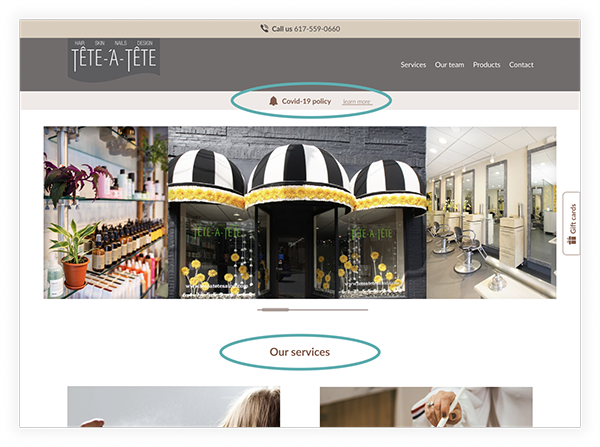 Call us 617-559-0660
HAIR SKIN NAILS DESIGN
TÊTE-À-TÊTE
Services Our team Products Contact
Covid-19 policy learn more
TÊTE-À-TÊTE TÊTE-À-TÊTE
Gift cards
Our services